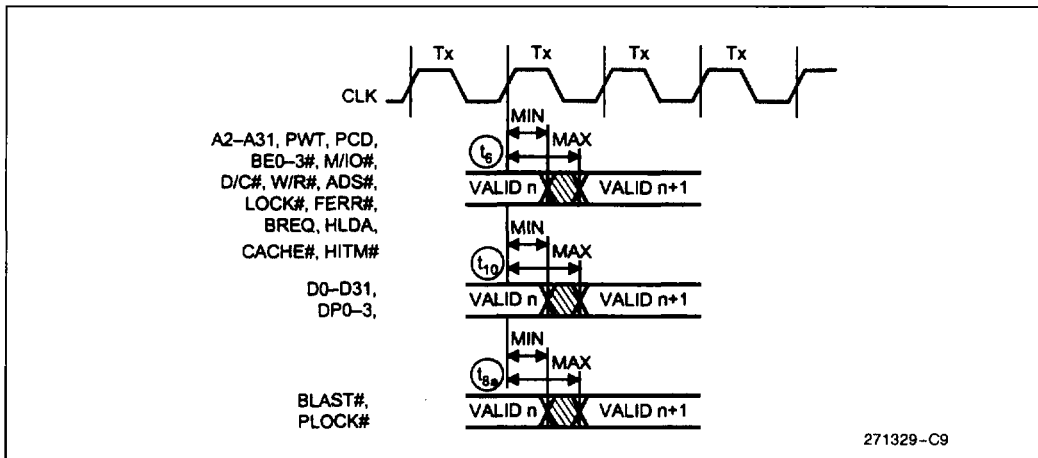 Tx Tx Tx Tx
CLK
MIN
MAX
A2–A31, PWT, PCD,
BE0–3#, M/IO#,
D/C#, W/R#, ADS#,
LOCK#, FERR#,
BREQ, HLDA,
CACHE#, HITM#
t6
VALID n VALID n+1
MIN
MAX
t10
D0–D31,
DP0–3,
VALID n VALID n+1
MIN
MAX
t8a
BLAST#,
PLOCK#
VALID n VALID n+1
271329–C9